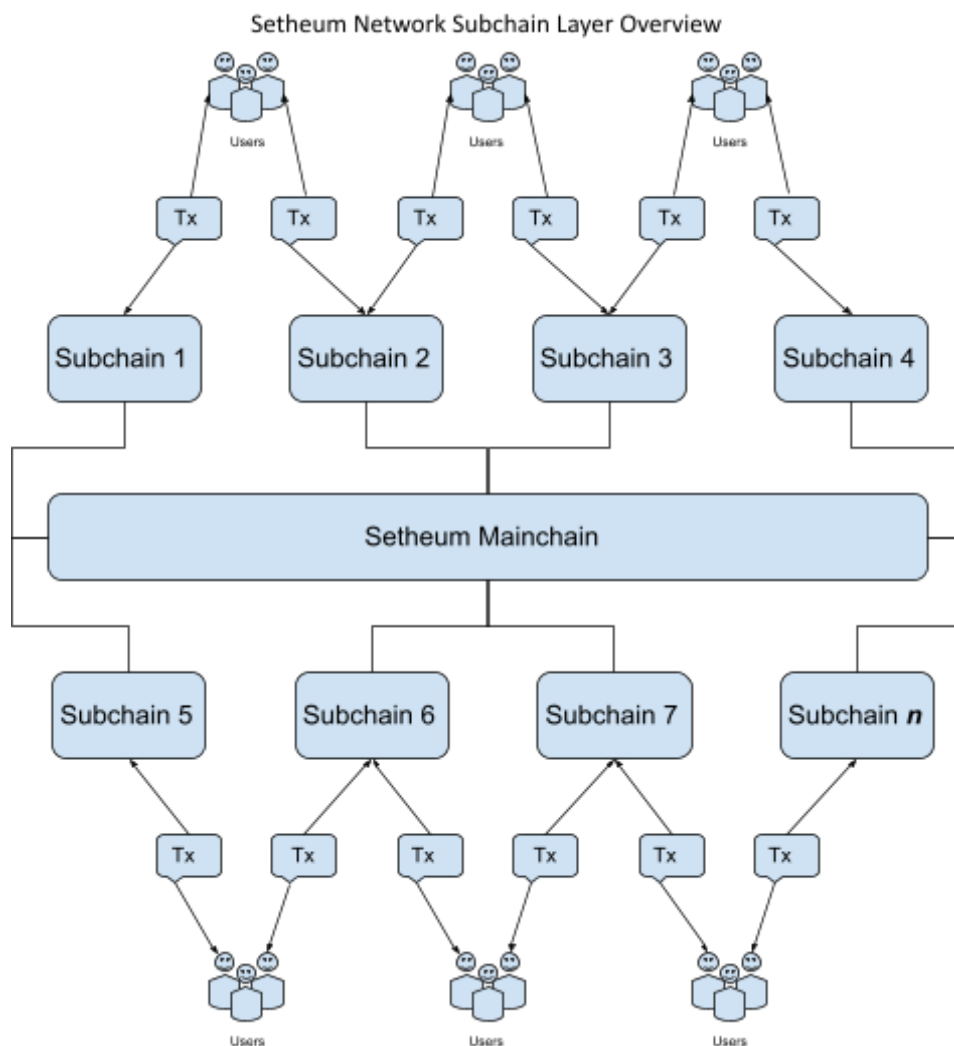 Setheum Network Subchain Layer Overview
Users
Users
Users
Tx
Tx
Tx
Tx
Tx
Tx
Subchain 1
Subchain 2
Subchain 3
Subchain 4
Setheum Mainchain
Subchain 5
Subchain 6
Subchain 7
Subchain n
Tx
Tx
Tx
Tx
Tx
Tx
Users
Users
Users